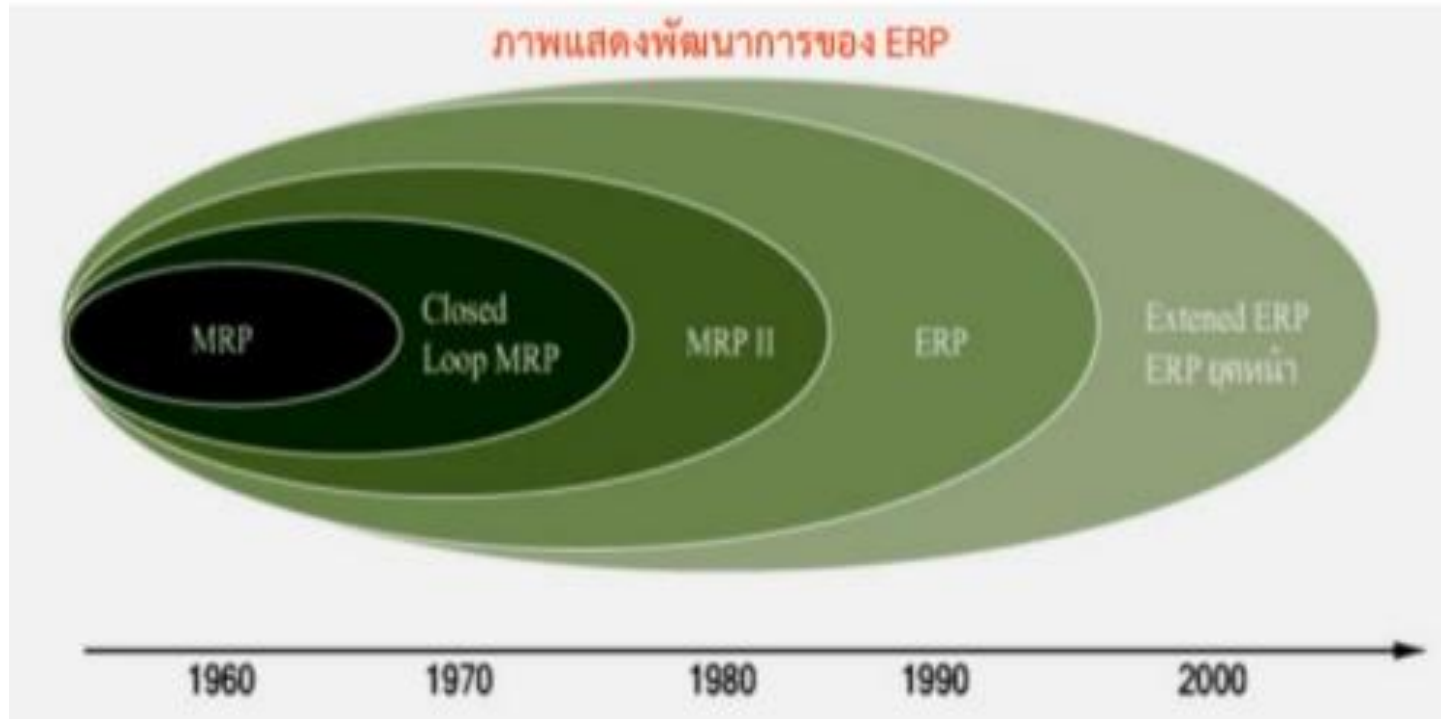 ภาพแสดงพัฒนาการของ ERP
MRP
Closed
Loop MRP
MRP II
ERP
Extened ERP
ERP ยุคหน้า
1960
1970
1980
1990
2000